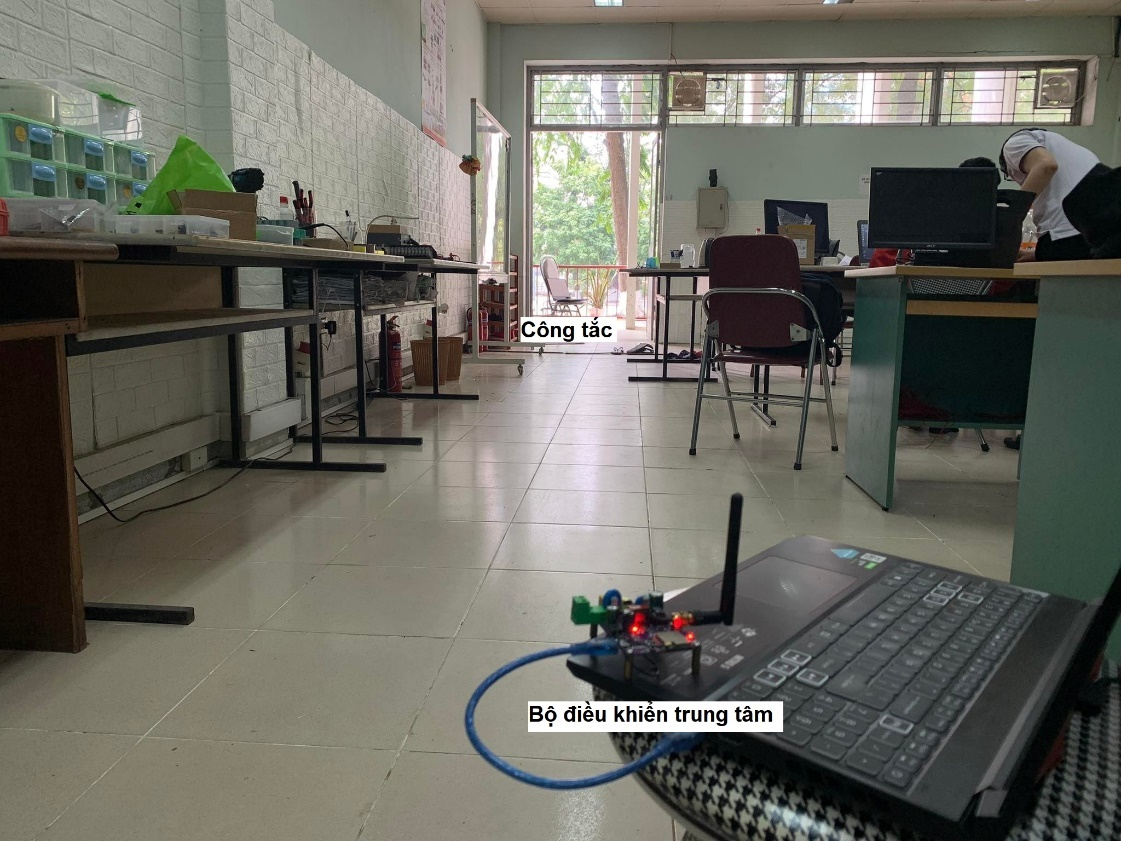 Công tắc
Bộ điều khiển trung tâm